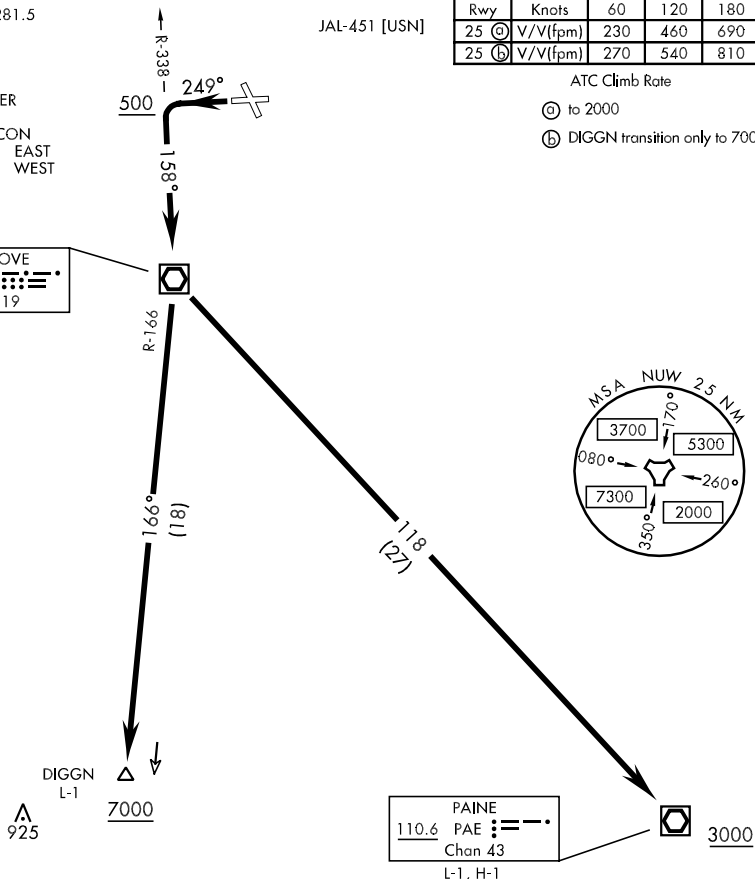 281.5
JAL-451 [USN]
Rwy Knots 60 120 180
25 ⓐ V/V(fpm) 230 460 690
25 ⓑ V/V(fpm) 270 540 810
ATC Climb Rate
ⓐ to 2000
ⓑ DIGGN transition only to 700
R-338
249°
500
158°
ER
CON
EAST
WEST
OVE
19
R-166
166°
(18)
118
(27)
MSA NUW 25 NM
3700
170°
5300
080°
260°
7300
2000
350°
DIGGN
L-1
7000
925
PAINE
110.6 PAE
Chan 43
L-1, H-1
3000